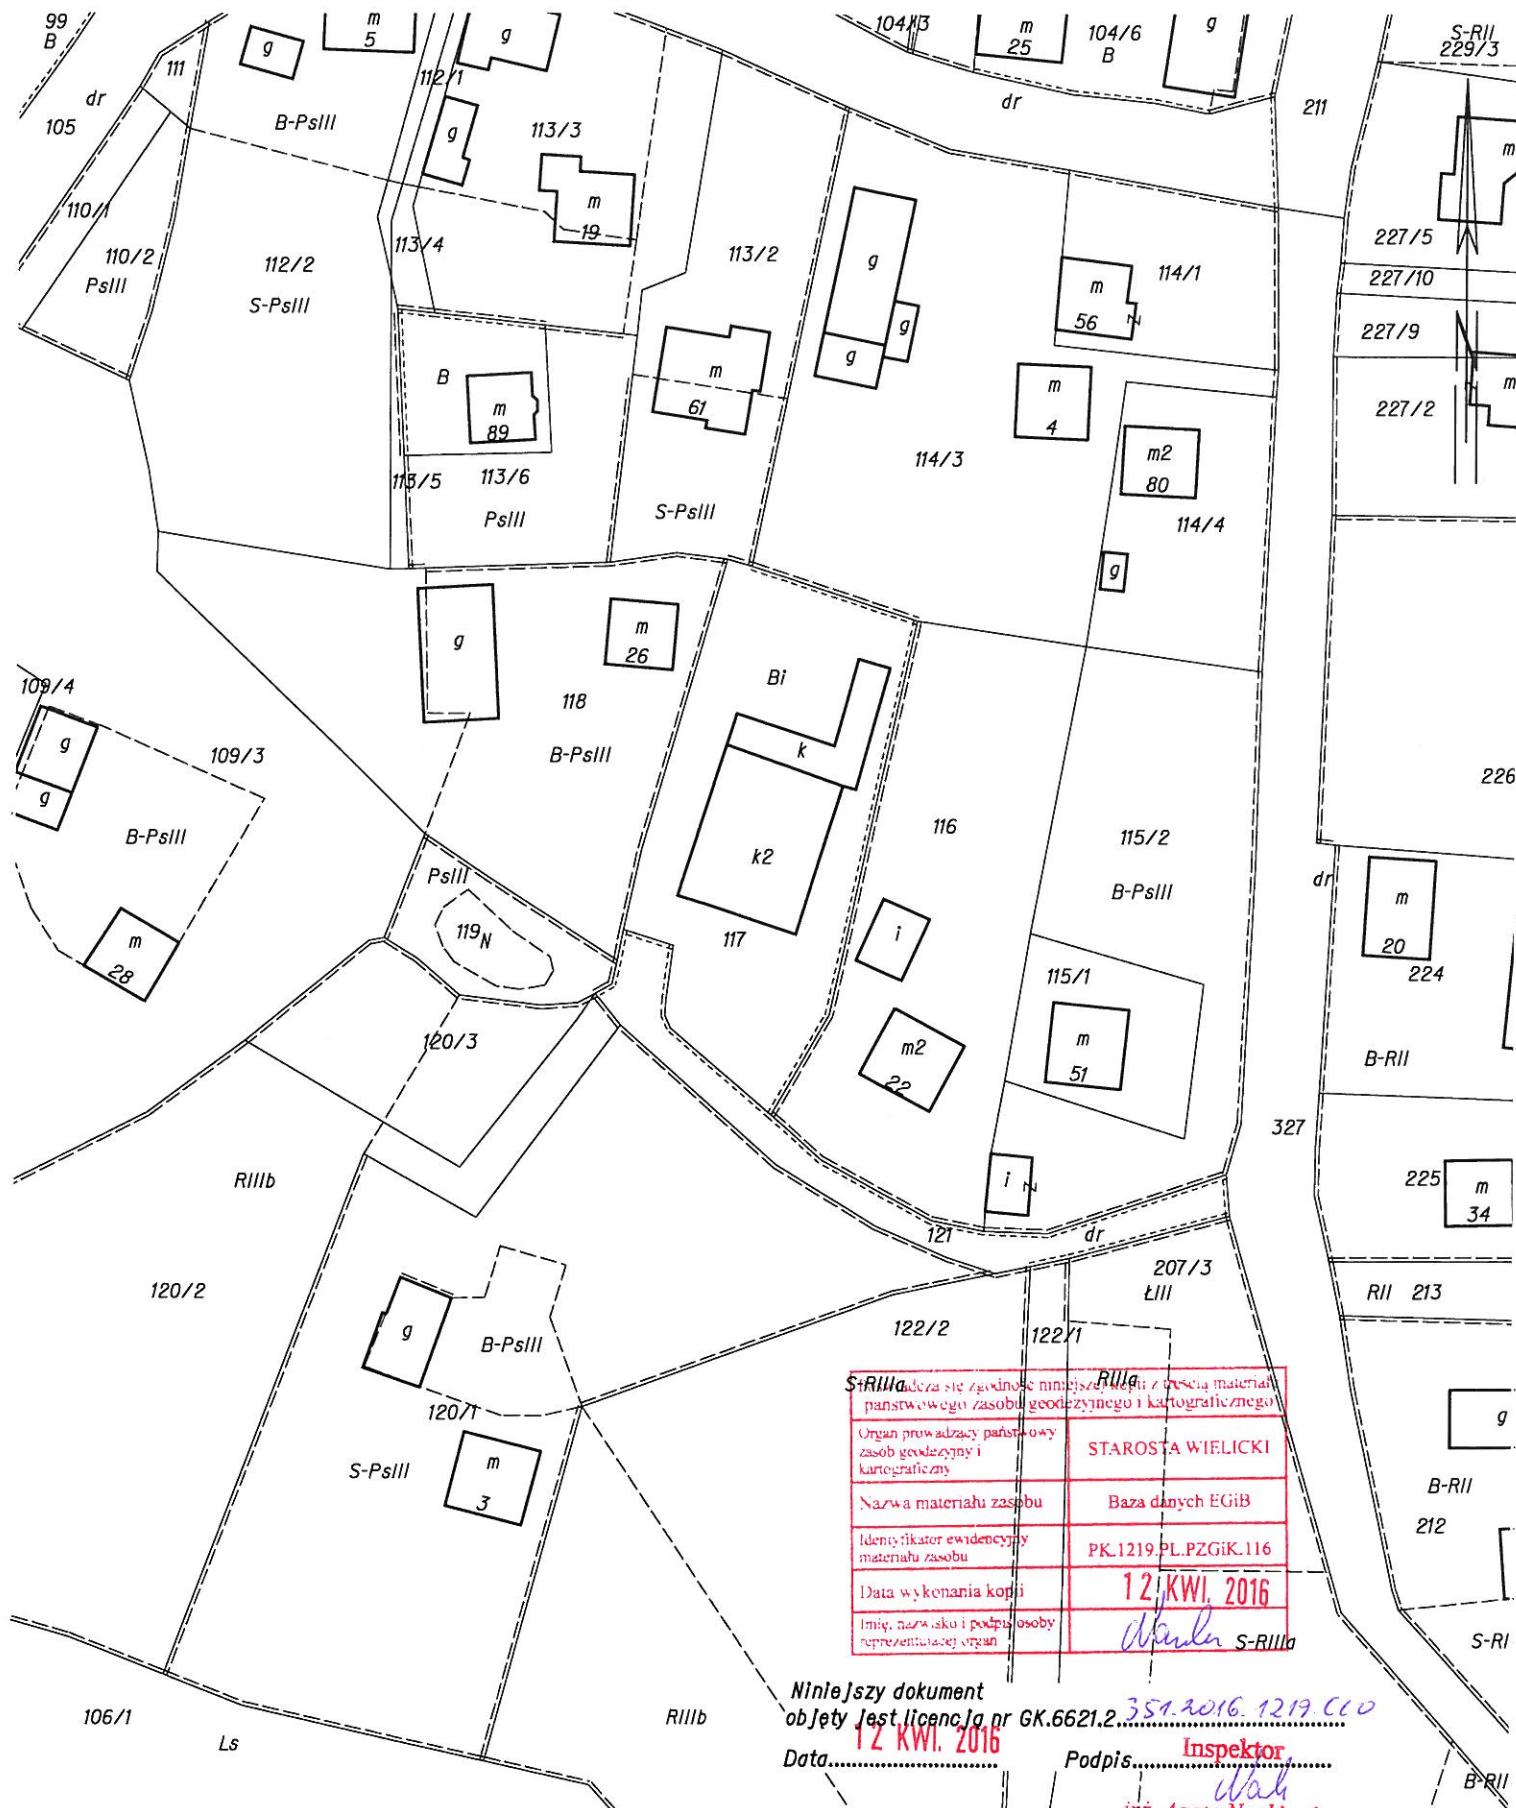 99
B
m
5
g
g
104/3
m
25
104/6
B
g
S-RII
229/3
111
112/1
dr
105
B-PsIII
g
113/3
dr
211
m
110/1
m
19
113/4
110/2
PsIII
112/2
S-PsIII
113/2
g
114/1
227/5
227/10
m
56
g
g
227/9
B
m
61
m
4
m
227/2
m
89
114/3
m2
80
113/5
113/6
PsIII
S-PsIII
114/4
g
g
m
26
109/4
118
Bi
g
109/3
B-PsIII
k
226
g
B-PsIII
116
115/2
k2
PsIII
B-PsIII
dr
m
20
119
N
m
28
117
i
115/1
224
120/3
m2
22
m
51
B-RII
327
RIIIb
i
225
m
34
121
dr
120/2
207/3
ŁIII
RII 213
g
B-PsIII
122/2
122/1
S-RIIIa
RIIIa
się zgodność niniejszej kopii z treścią materiału
państwowego zasobu geodezyjnego i kartograficznego
120/1
Organ prowadzący państwowy
zasób geodezyjny i
kartograficzny
STAROSTA WIELICKI
g
S-PsIII
m
3
Nazwa materiału zasobu
Baza danych EGiB
B-RII
212
Identyfikator ewidencyjny
materiału zasobu
PK.1219.PL.PZGiK.116
Data wykonania kopii
12 KWI. 2016
Imię, nazwisko i podpis osoby
reprezentującej organ
S-RIIIa
S-RI
106/1
Ls
RIIIb
Niniejszy dokument
objęty jest licencją nr GK.6621.2.351.2016.1219.CLO
12 KWI. 2016
Data
Podpis
Inspektor
B-RII